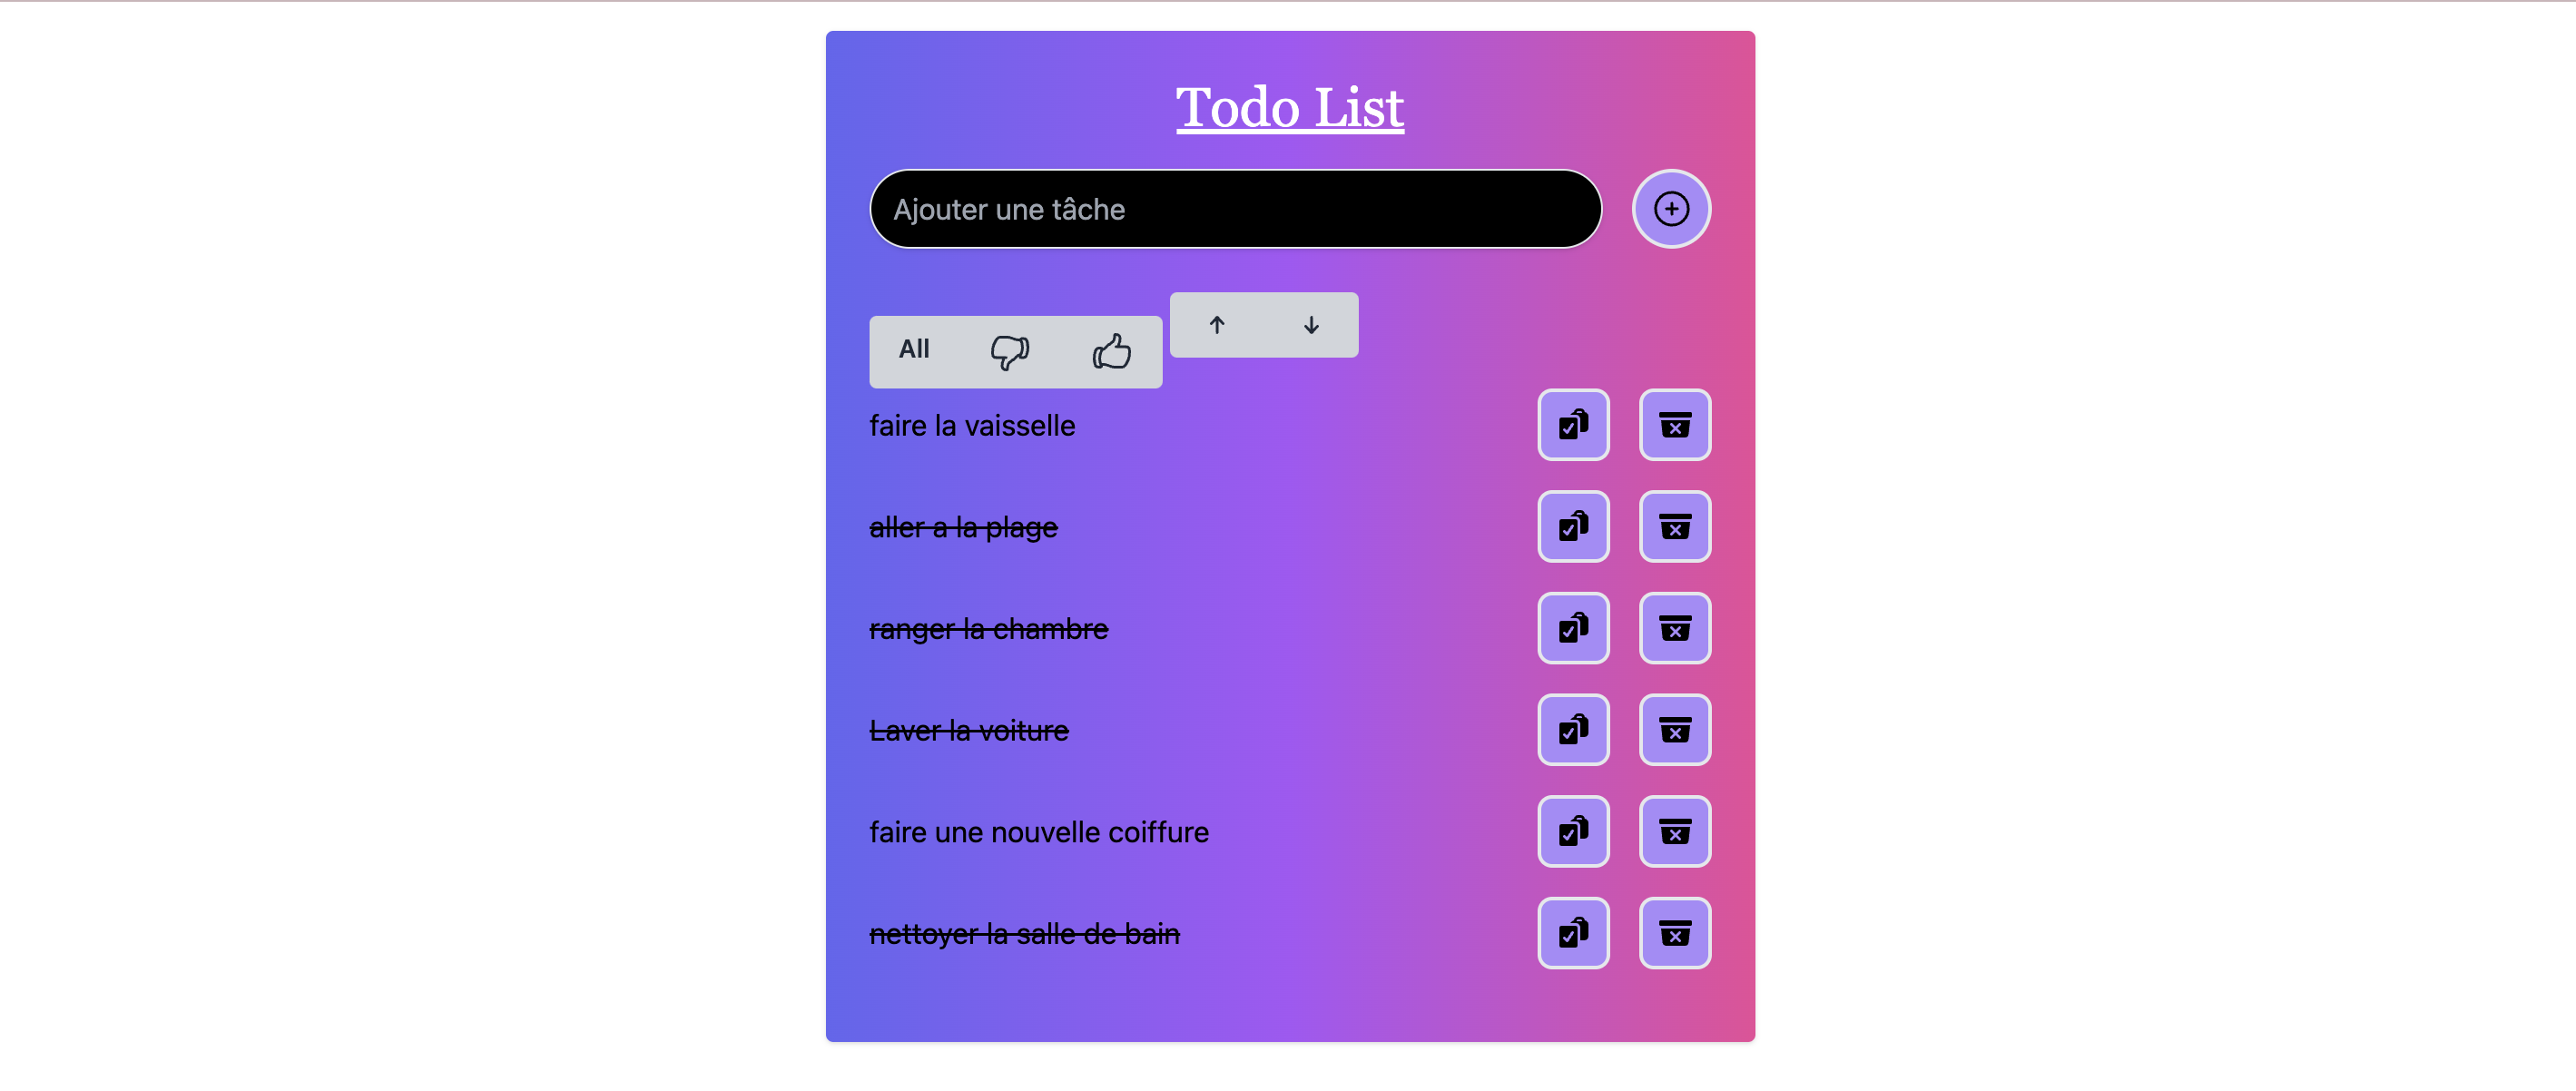 Todo List
Ajouter une tâche
All
faire la vaisselle
aller a la plage
ranger la chambre
Laver la voiture
faire une nouvelle coiffure
nettoyer la salle de bain